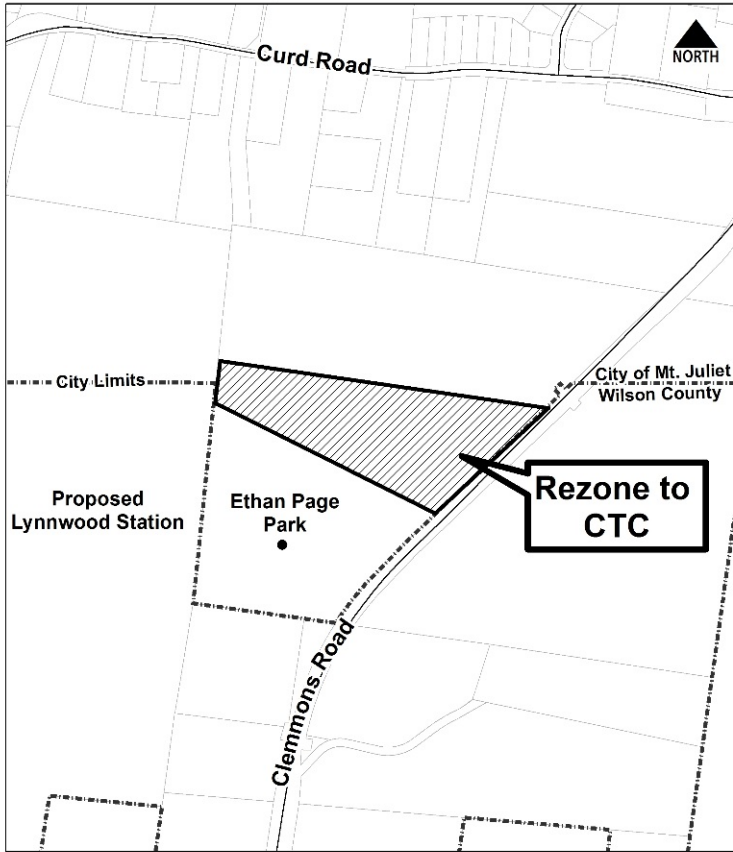 Curd Road
NORTH
City Limits
City of Mt. Juliet
Wilson County
Proposed
Lynnwood Station
Ethan Page
Park
Rezone to
CTC
Clemmons Road